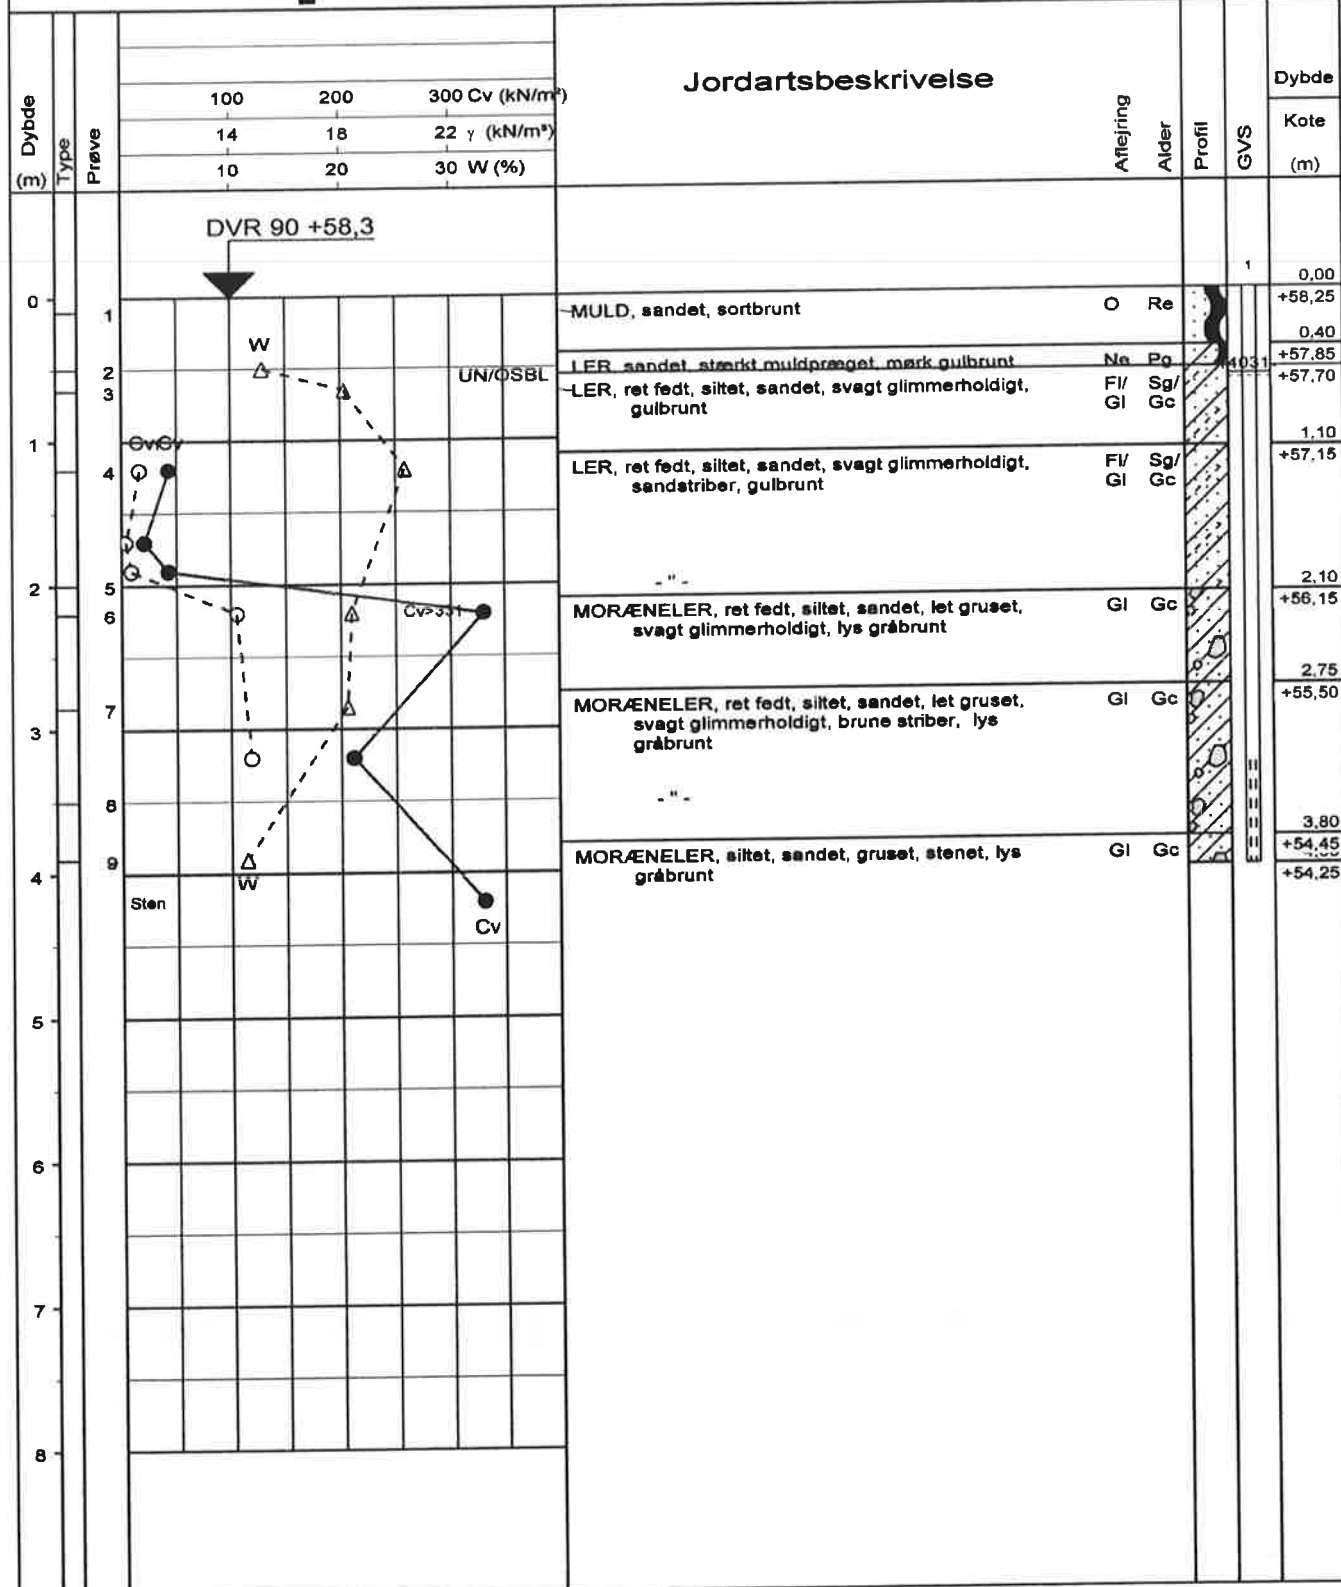 Jordartsbeskrivelse
Dybde
(m)
Type
Prøve
100 200 300 Cv (kN/m²)
14 18 22 γ (kN/m³)
10 20 30 W (%)
Aflejring
Alder
Profil
GVS
Dybde
Kote
(m)
DVR 90 +58,3
1
0,00
0
1
MULD, sandet, sortbrunt O Re
+58,25
0,40
W
2
UN/OSBL
LER, sandet, stærkt muldpræget, mørk gulbrunt Ne Pg
+57,85
3
LER, ret fedt, siltet, sandet, svagt glimmerholdigt, Fl/ Sg/
+57,70
gulbrunt Gl Gc
1
1,10
4
LER, ret fedt, siltet, sandet, svagt glimmerholdigt, Fl/ Sg/
+57,15
sandstriber, gulbrunt Gl Gc
- " -
2,10
2
5
6
Cv>331
MORÆNELER, ret fedt, siltet, sandet, let gruset, Gl Gc
+56,15
svagt glimmerholdigt, lys gråbrunt
2,75
7
MORÆNELER, ret fedt, siltet, sandet, let gruset, Gl Gc
+55,50
svagt glimmerholdigt, brune striber, lys
3
gråbrunt
- " -
8
3,80
+54,45
9
MORÆNELER, siltet, sandet, gruset, stenet, lys Gl Gc
4
W
gråbrunt
+54,25
Sten
Cv
5
6
7
8